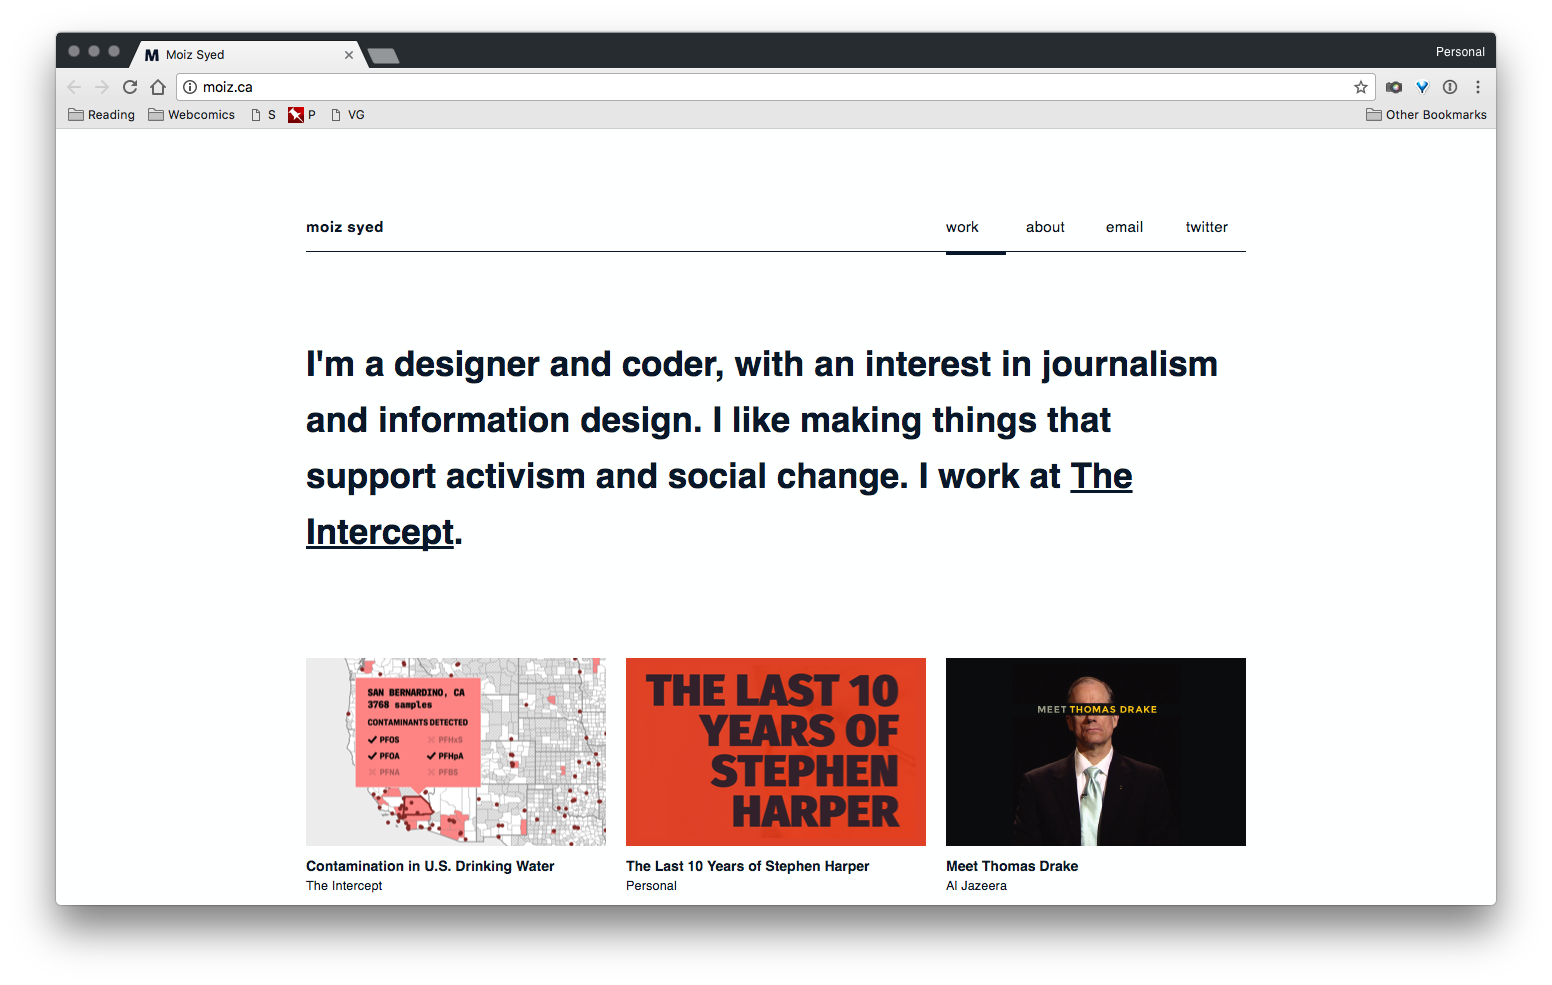 M Moiz Syed
Personal
moiz.ca
Reading Webcomics S P VG Other Bookmarks
moiz syed work about email twitter
I'm a designer and coder, with an interest in journalism
and information design. I like making things that
support activism and social change. I work at The
Intercept.
SAN BERNARDINO, CA
3768 samples
CONTAMINANTS DETECTED
PFOS PFHxS
PFOA PFHpA
PFNA PFBS
THE LAST 10
YEARS OF
STEPHEN
HARPER
MEET THOMAS DRAKE
Contamination in U.S. Drinking Water
The Intercept
The Last 10 Years of Stephen Harper
Personal
Meet Thomas Drake
Al Jazeera